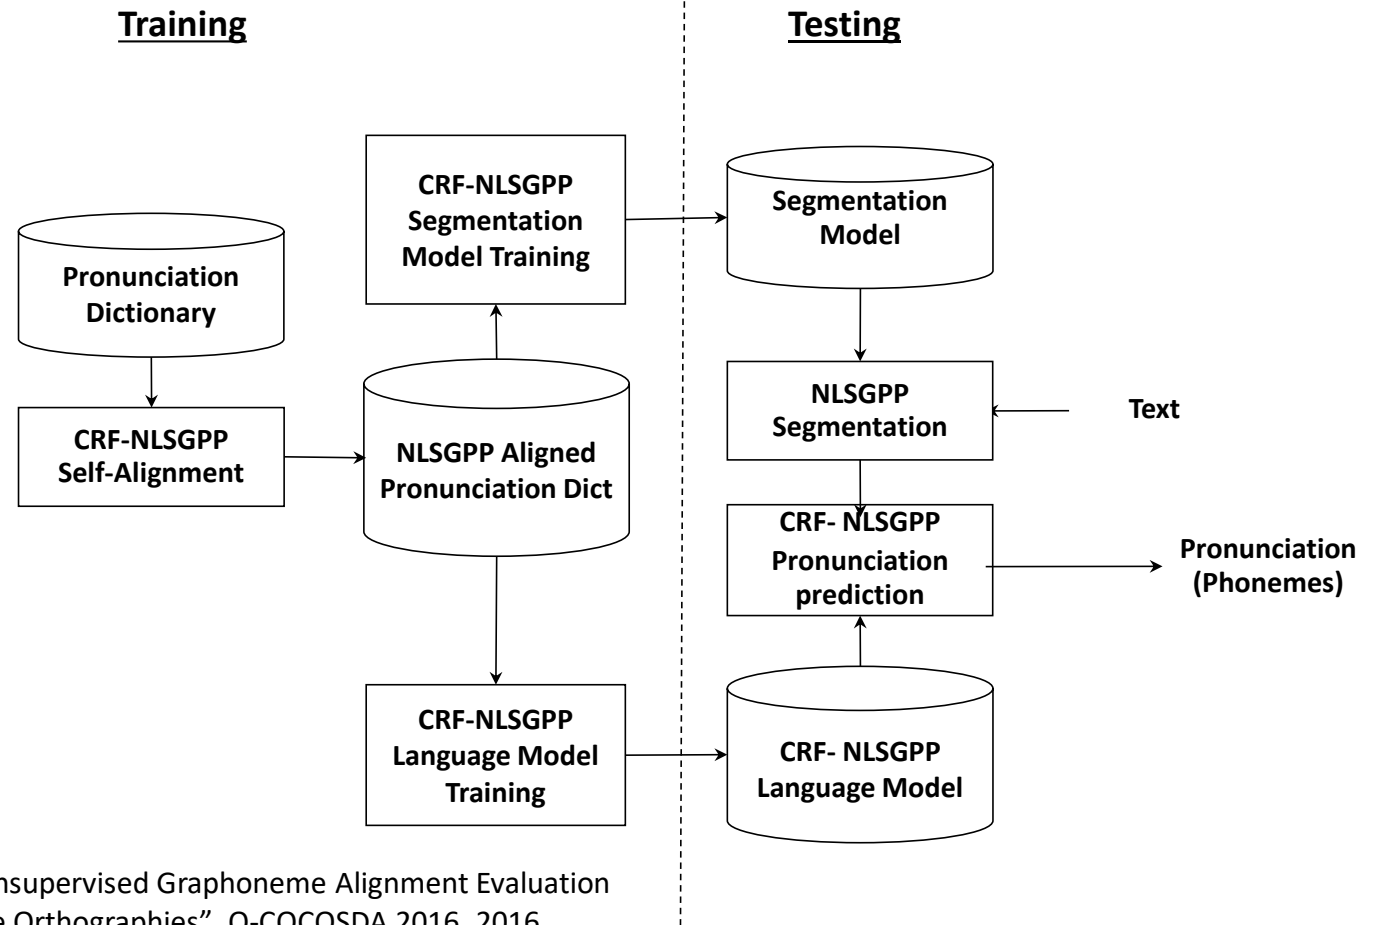 Training
Testing
CRF-NLSGPP
Segmentation
Model Training
Segmentation
Model
Pronunciation
Dictionary
NLSGPP
Segmentation
Text
CRF-NLSGPP
Self-Alignment
NLSGPP Aligned
Pronunciation Dict
CRF- NLSGPP
Pronunciation
prediction
Pronunciation
(Phonemes)
CRF-NLSGPP
Language Model
Training
CRF- NLSGPP
Language Model
Graphoneme Alignment Evaluation
Orthographies”, O-COCOSDA 2016, 2016